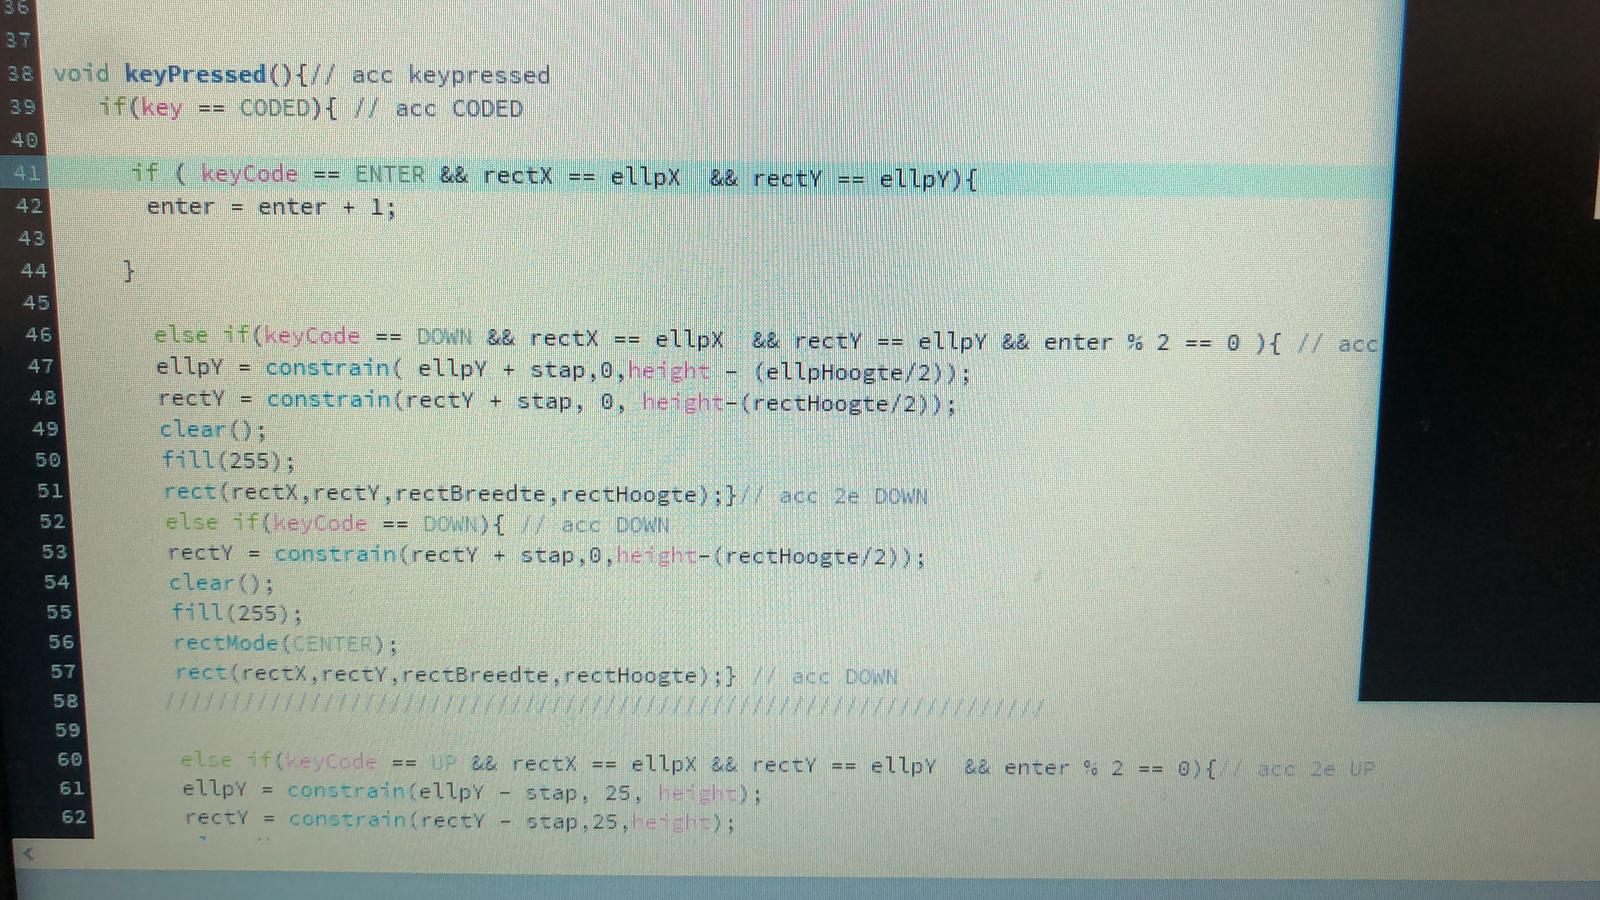 36
37
38 void keyPressed(){// acc keypressed
39 if(key == CODED){ // acc CODED
40
41 if ( keyCode == ENTER && rectX == ellpX  && rectY == ellpY){
42 enter = enter + 1;
43
44 }
45
46 else if(keyCode == DOWN && rectX == ellpX  && rectY == ellpY && enter % 2 == 0 ){ // acc
47 ellpY = constrain( ellpY + stap,0,height - (ellpHoogte/2));
48 rectY = constrain(rectY + stap, 0, height-(rectHoogte/2));
49 clear();
50 fill(255);
51 rect(rectX,rectY,rectBreedte,rectHoogte);}// acc 2e DOWN
52 else if(keyCode == DOWN){ // acc DOWN
53 rectY = constrain(rectY + stap,0,height-(rectHoogte/2));
54 clear();
55 fill(255);
56 rectMode(CENTER);
57 rect(rectX,rectY,rectBreedte,rectHoogte);} // acc DOWN
58 ////////////////////////////////////////////////////////////////
59
60 else if(keyCode == UP && rectX == ellpX && rectY == ellpY  && enter % 2 == 0){// acc 2e UP
61 ellpY = constrain(ellpY - stap, 25, height);
62 rectY = constrain(rectY - stap,25,height);